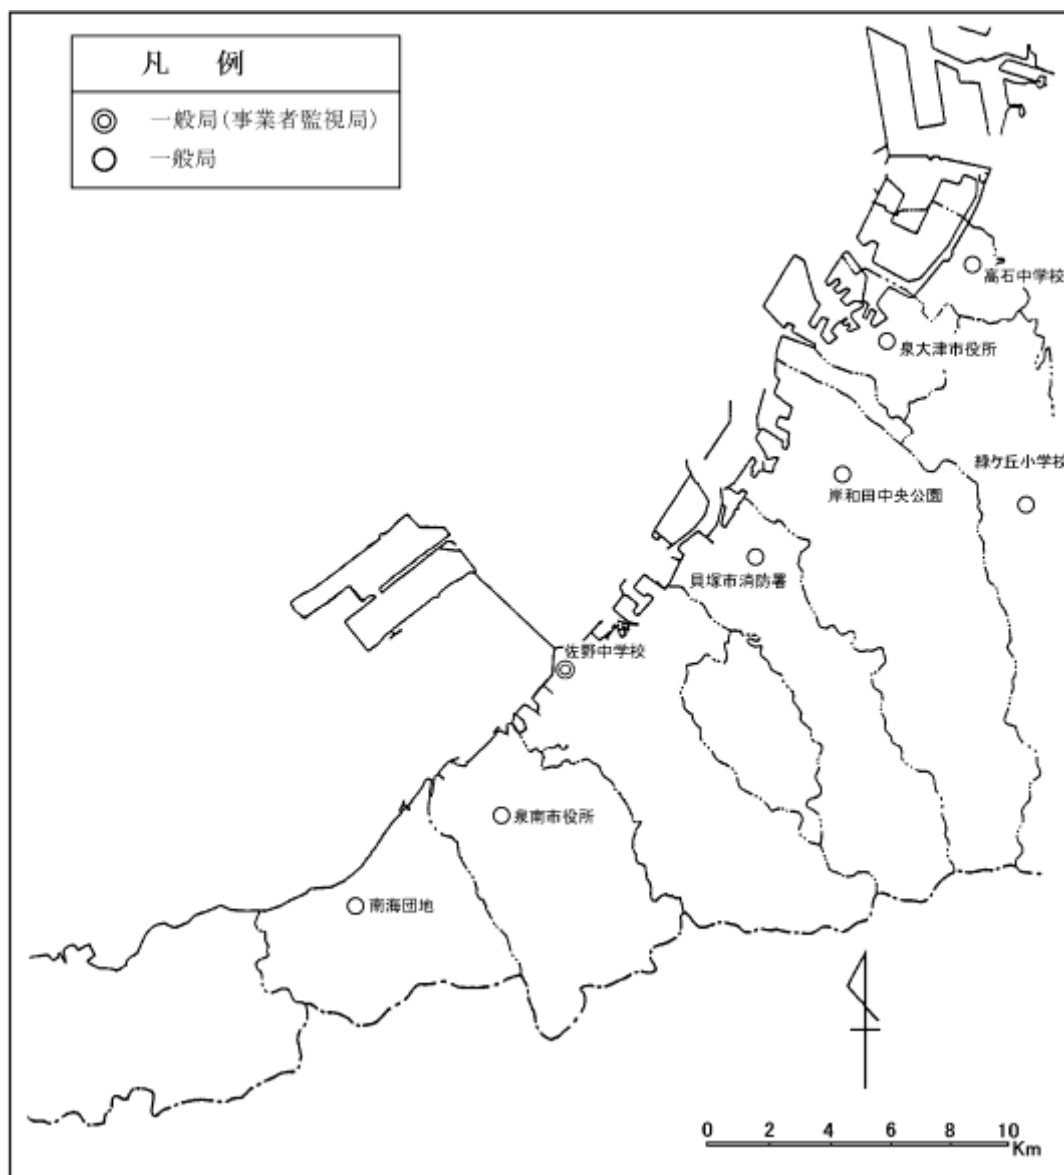 凡 例
一般局(事業者監視局)
一般局
高石中学校
泉大津市役所
緑ケ丘小学校
岸和田中央公園
貝塚市消防署
佐野中学校
泉南市役所
南海団地
0 2 4 6 8 10
Km